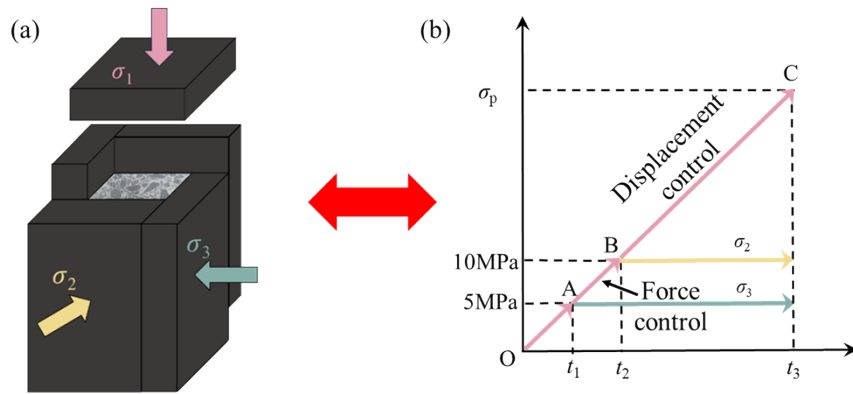 (a)
σ1
σ2
σ3
(b)
σp
C
Displacement
control
B
σ2
10MPa
A
σ3
5MPa
Force
control
O
t1
t2
t3